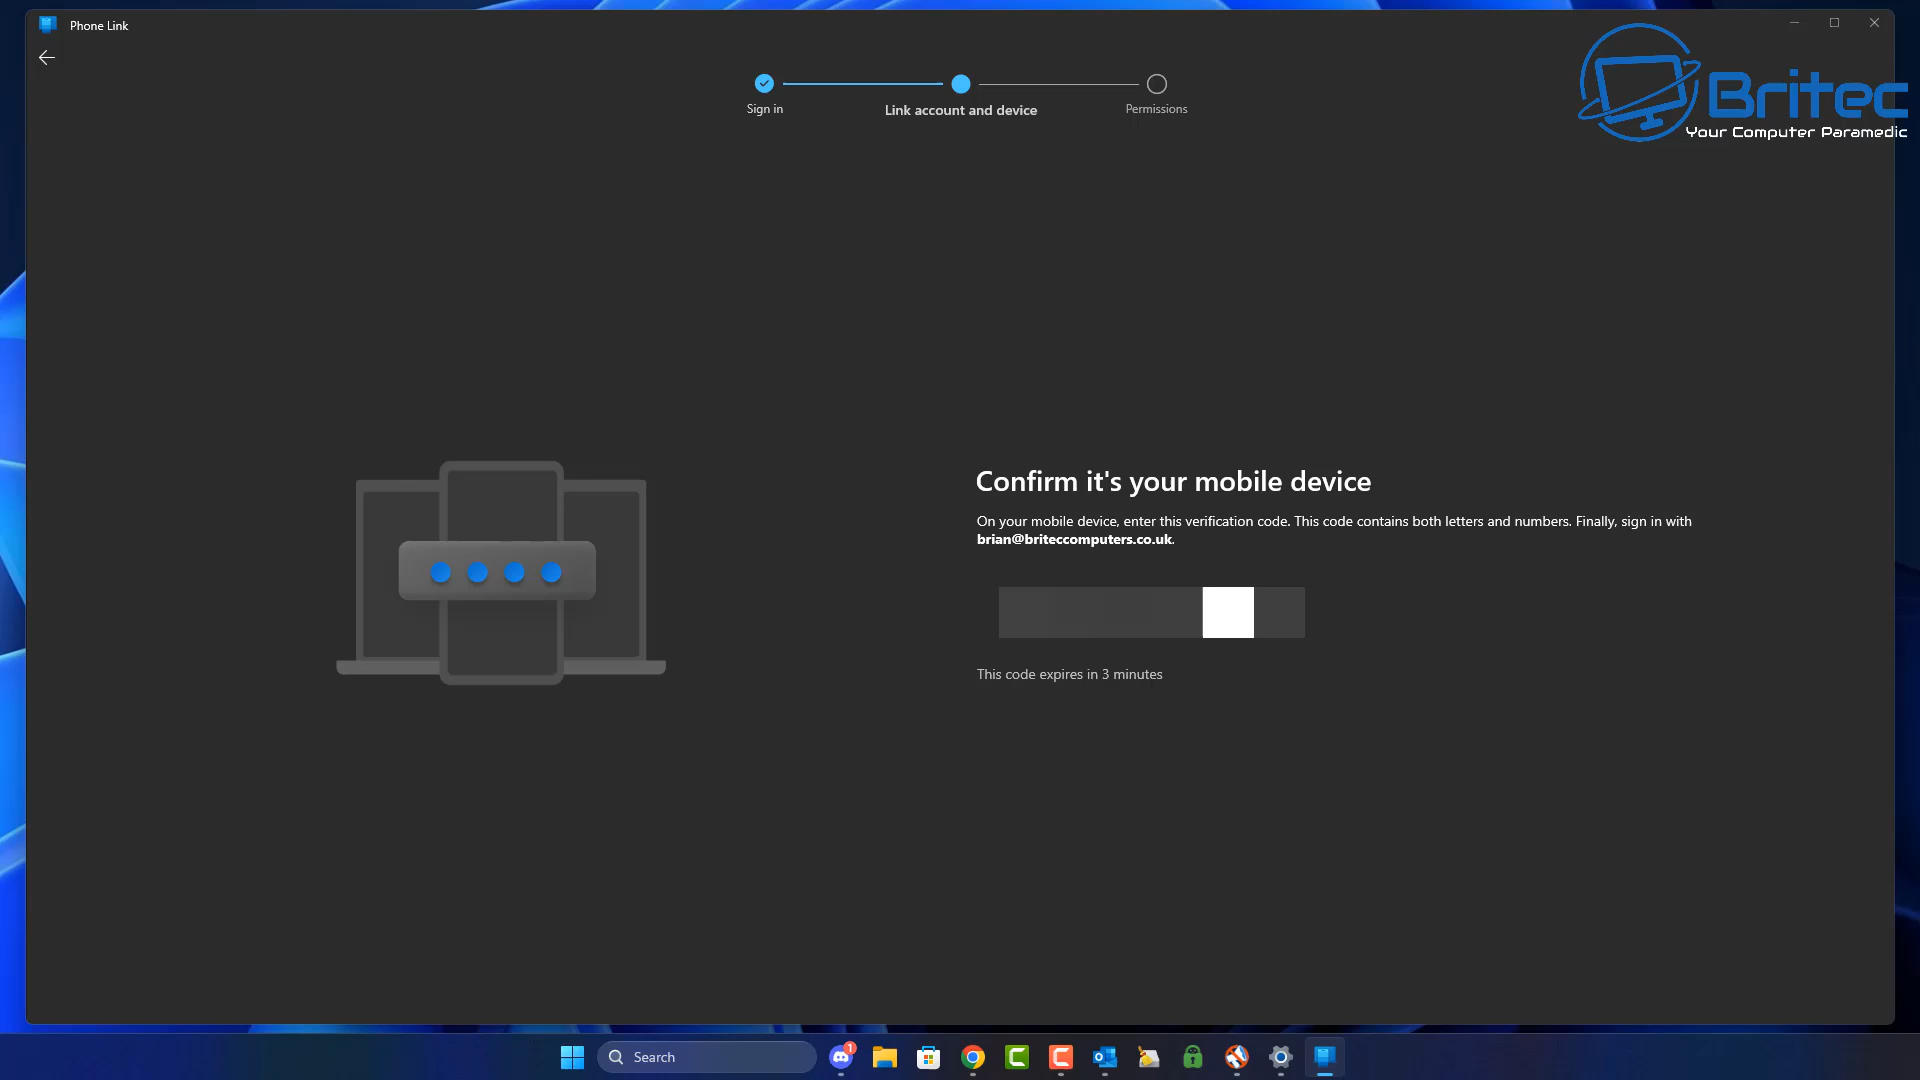 Phone Link
Britec
Your Computer Paramedic
Sign in
Link account and device
Permissions
Confirm it's your mobile device
On your mobile device, enter this verification code. This code contains both letters and numbers. Finally, sign in with
brian@briteccomputers.co.uk.
This code expires in 3 minutes
Search
1